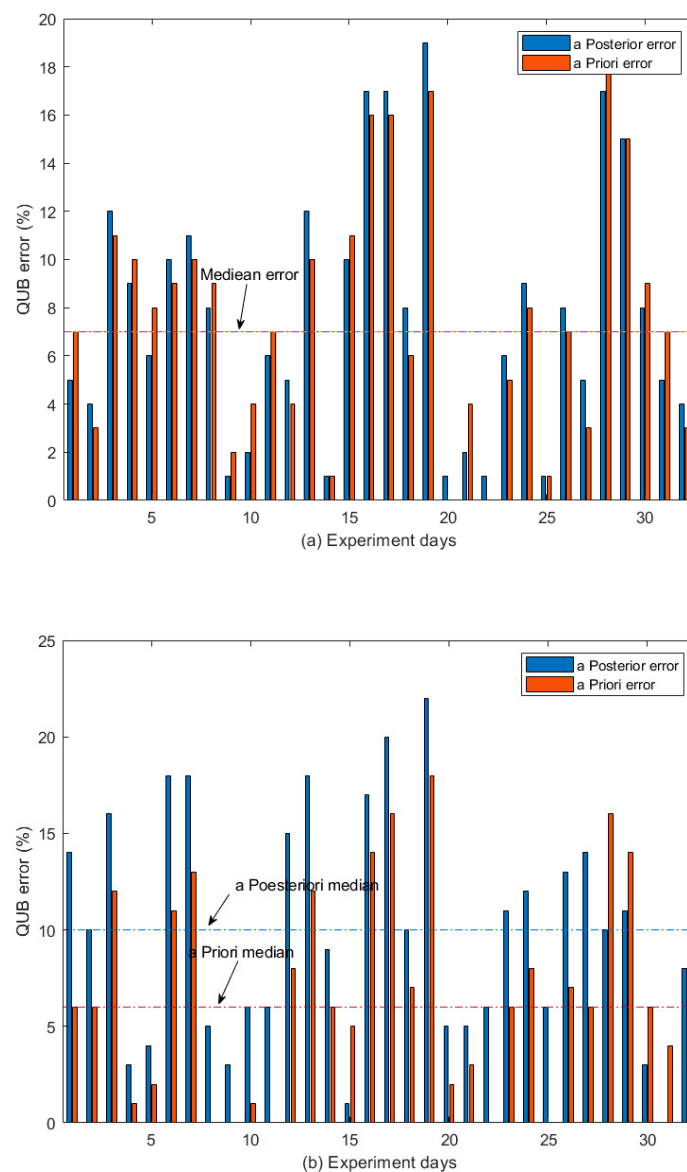 20
18
16
14
12
10
8
6
4
2
0
QUB error (%)
a Posterior error
a Priori error
Mediean error
5 10 15 20 25 30
(a) Experiment days
25
20
15
10
5
0
QUB error (%)
a Posterior error
a Priori error
a Poesteriori median
a Priori median
5 10 15 20 25 30
(b) Experiment days